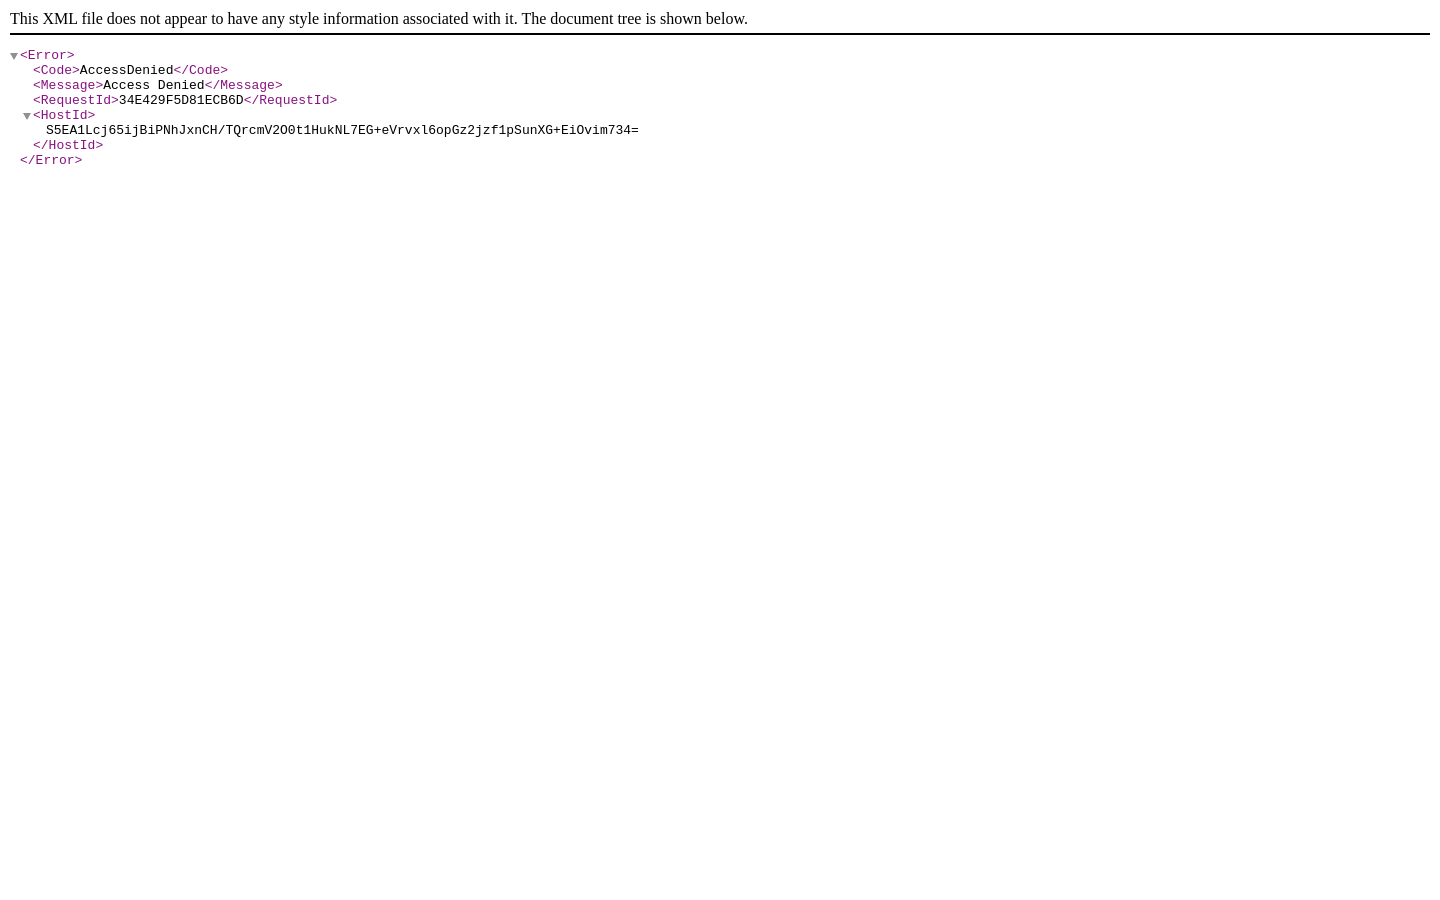 This XML file does not appear to have any style information associated with it. The document tree is shown below.
<Error>
<Code>AccessDenied</Code>
<Message>Access Denied</Message>
<RequestId>34E429F5D81ECB6D</RequestId>
<HostId>
S5EA1Lcj65ijBiPNhJxnCH/TQrcmV2O0t1HukNL7EG+eVrvxl6opGz2jzf1pSunXG+EiOvim734=
</HostId>
</Error>